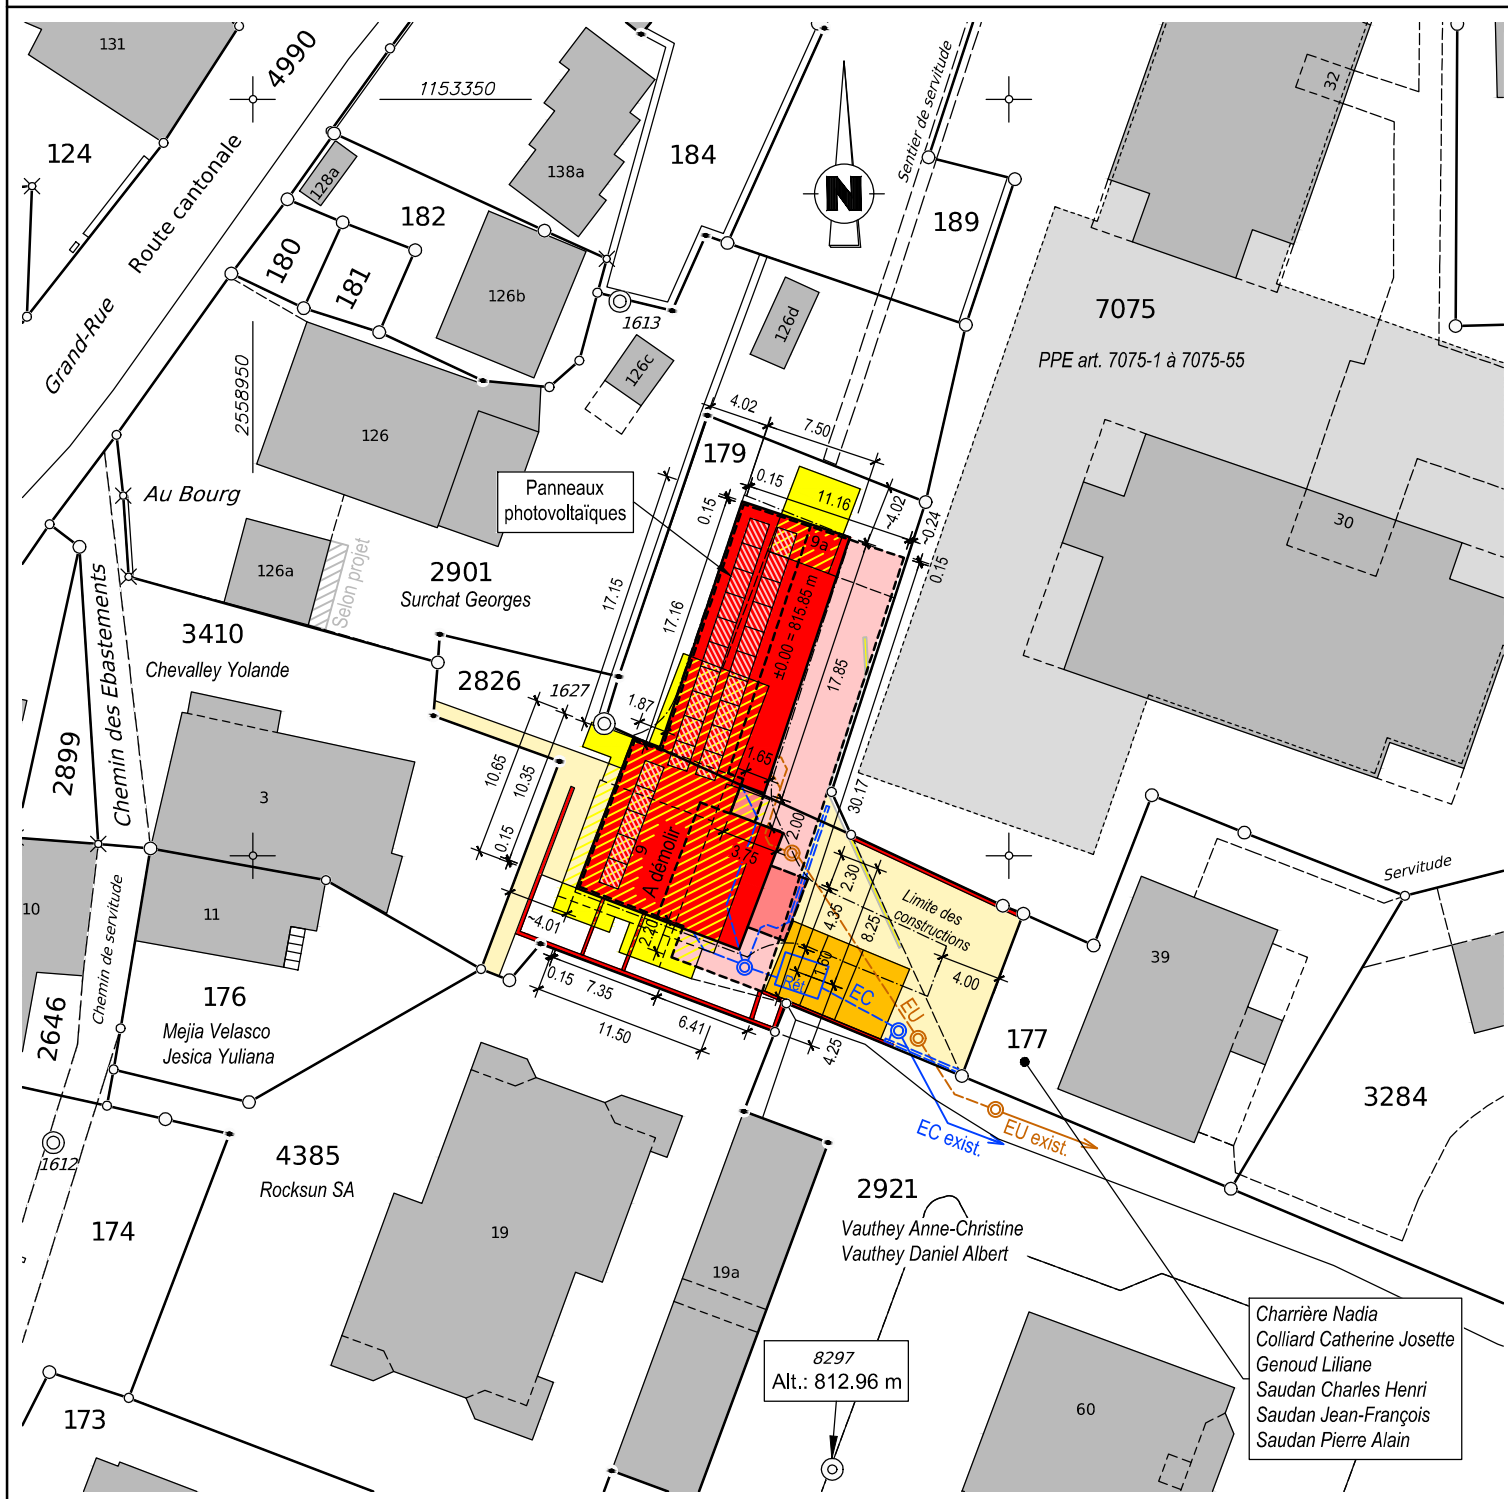 131
4990
1153350
124
Route cantonale
Grand-Rue
128a
138a
184
182
180
181
126b
1613
126c
126d
N
Sentier de servitude
189
32
7075
PPE art. 7075-1 à 7075-55
30
2558950
126
Au Bourg
126a
Selon projet
2901
Surchat Georges
3410
Chevalley Yolande
2826
1627
Chemin des Ebastements
2899
3
10
11
Chemin de servitude
2646
176
Mejia Velasco
Jesica Yuliana
179
4.02
7.50
0.15
11.16
~4.02
~0.24
0.15
0.15
Panneaux
photovoltaïques
9a
±0.00 = 815.85 m
17.15
17.16
17.85
1.87
1.65
30.17
10.65
10.35
0.15
9
A démolir
3.75
2.00
2.30
4.35
8.25
Limite des
constructions
4.00
~4.01
2.20
1.60
Rét.
EC
EU
0.15
7.35
11.50
6.41
4.25
EC exist.
EU exist.
177
39
Servitude
3284
1612
174
173
4385
Rocksun SA
19
19a
2921
Vauthey Anne-Christine
Vauthey Daniel Albert
8297
Alt.: 812.96 m
60
Charrière Nadia
Colliard Catherine Josette
Genoud Liliane
Saudan Charles Henri
Saudan Jean-François
Saudan Pierre Alain